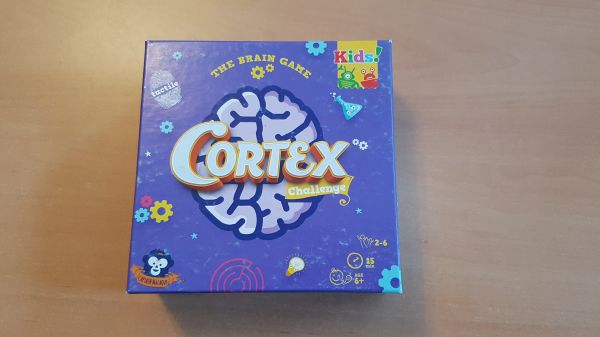 THE BRAIN GAME
Kids!
tactile
CORTEX
Challenge
2-6
15
MIN.
AGE
6+